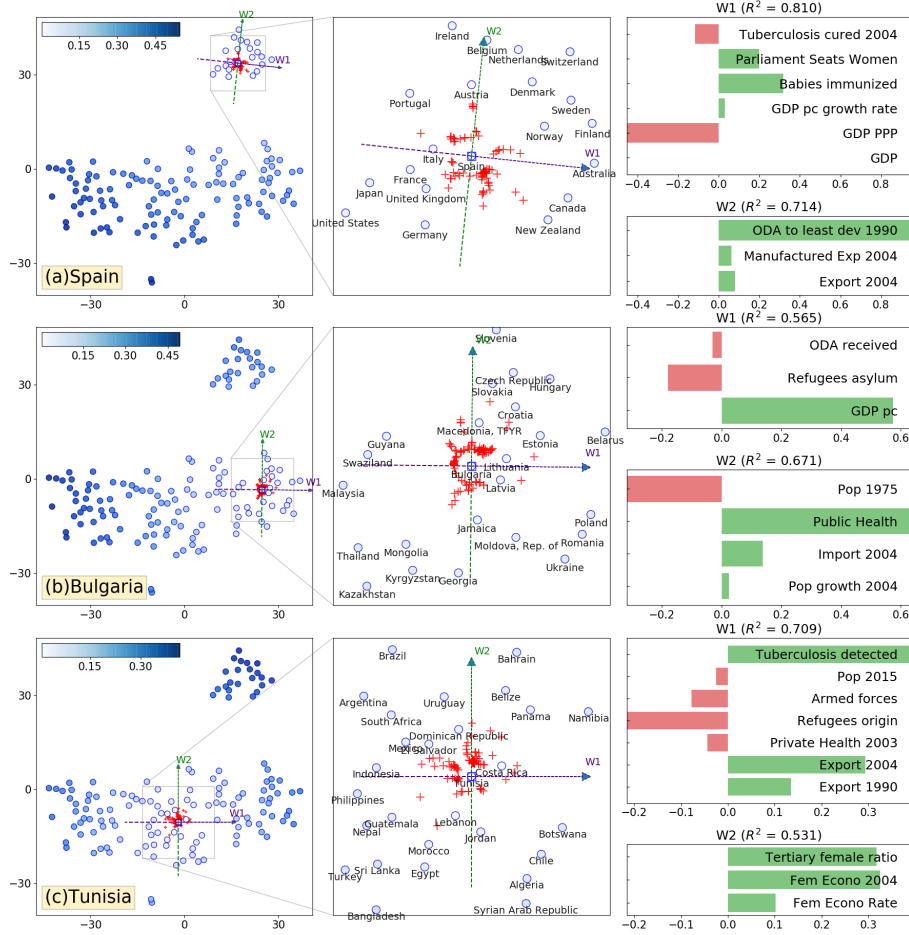 0.15 0.30 0.45
W2
W1
30
0
−30
(a)Spain
−30 0 30
W2
Ireland
Belgium
Netherlands
Switzerland
Austria
Denmark
Portugal
Sweden
Norway
Finland
Italy
W1
Spain
Australia
France
Japan
United Kingdom
Canada
United States
Germany
New Zealand
W1 (R² = 0.810)
Tuberculosis cured 2004
Parliament Seats Women
Babies immunized
GDP pc growth rate
GDP PPP
GDP
−0.4 −0.2 0.0 0.2 0.4 0.6 0.8
W2 (R² = 0.714)
ODA to least dev 1990
Manufactured Exp 2004
Export 2004
−0.4 −0.2 0.0 0.2 0.4 0.6 0.8
0.15 0.30 0.45
W2
W1
30
0
−30
(b)Bulgaria
−30 0 30
Slovenia
W2
Czech Republic
Slovakia
Hungary
Croatia
Macedonia, TFYR
Guyana
Estonia
Belarus
W1
Swaziland
Lithuania
Bulgaria
Malaysia
Latvia
Jamaica
Poland
Mongolia
Moldova, Rep. of
Romania
Thailand
Ukraine
Kyrgyzstan
Georgia
Kazakhstan
W1 (R² = 0.565)
ODA received
Refugees asylum
GDP pc
−0.2 0.0 0.2 0.4 0.6
W2 (R² = 0.671)
Pop 1975
Public Health
Import 2004
Pop growth 2004
−0.2 0.0 0.2 0.4 0.6
0.15 0.30
W2
W1
30
0
−30
(c)Tunisia
−30 0 30
Brazil
W2
Bahrain
Argentina
Uruguay
Belize
South Africa
Panama
Namibia
Dominican Republic
Mexico
El Salvador
W1
Indonesia
Costa Rica
Tunisia
Philippines
Guatemala
Lebanon
Nepal
Jordan
Botswana
Morocco
Chile
Turkey
Sri Lanka
Egypt
Algeria
Bangladesh
Syrian Arab Republic
W1 (R² = 0.709)
Tuberculosis detected
Pop 2015
Armed forces
Refugees origin
Private Health 2003
Export 2004
Export 1990
−0.1 0.0 0.1 0.2 0.3
W2 (R² = 0.531)
Tertiary female ratio
Fem Econo 2004
Fem Econo Rate
−0.1 0.0 0.1 0.2 0.3